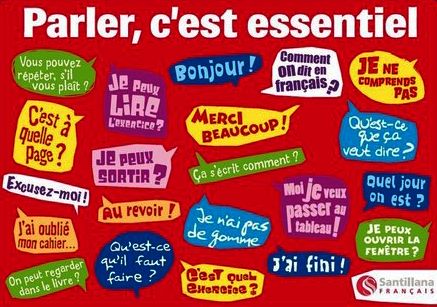 Parler, c'est essentiel
Vous pouvez
répéter, s'il
vous plaît ?
Je peux
LIRE
l'exercice ?
Bonjour !
Comment
on dit en
français ?
JE NE
COMPRENDS
PAS
C'est à
quelle
page ?
MERCI
BEAUCOUP !
Qu'est-ce
que ça
veut dire ?
JE PEUX
SORTIR ?
Ça s'écrit comment ?
Excusez-moi !
Au revoir !
Moi je veux
passer au
tableau !
Quel jour
on est ?
J'ai oublié
mon cahier...
Je n'ai pas
de gomme
JE PEUX
OUVRIR LA
FENÊTRE ?
On peut regarder
dans le livre ?
Qu'est-ce
qu'il faut
faire ?
C'est quel
exercice ?
J'ai fini !
Santillana
FRANÇAIS